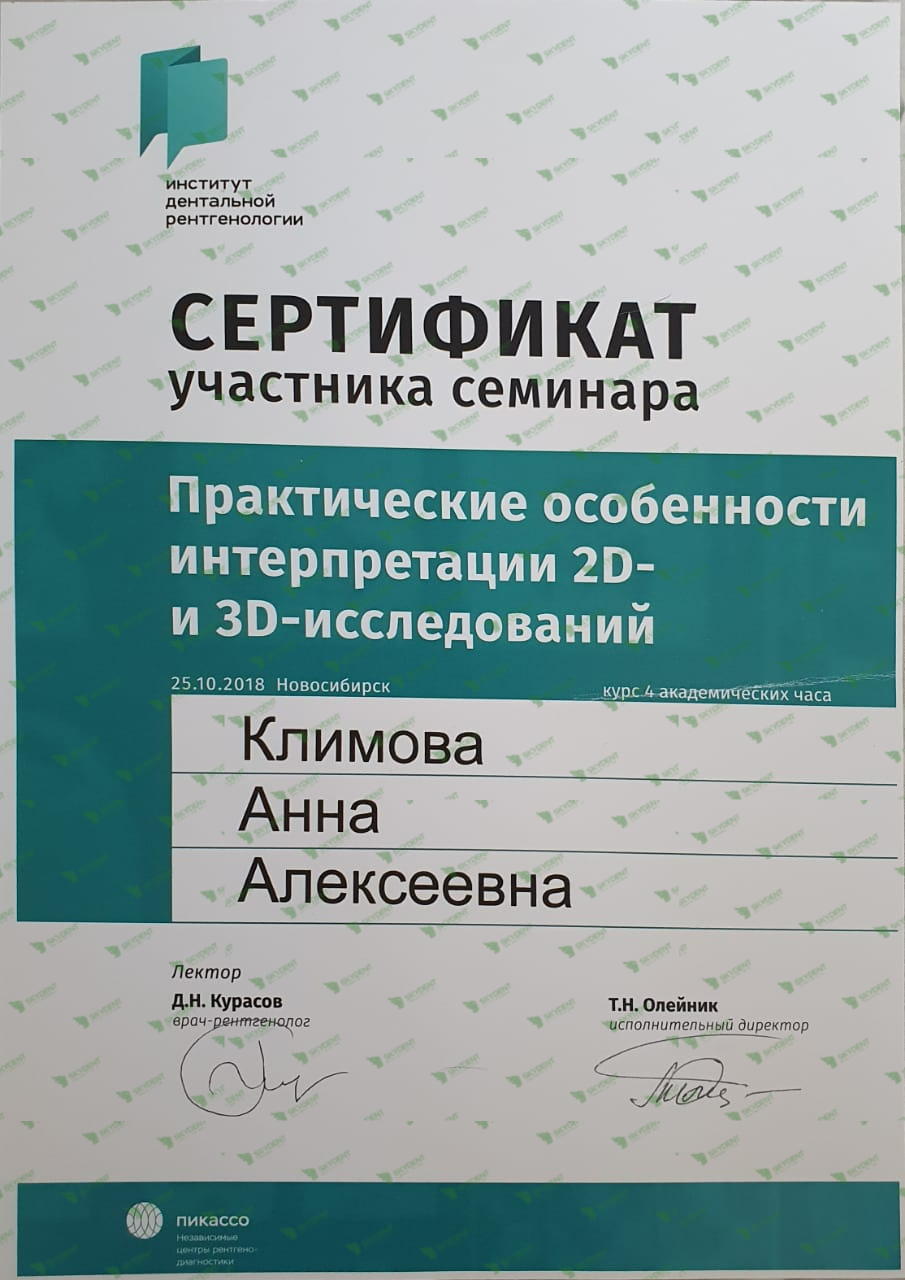 институт
дентальной
рентгенологии
СЕРТИФИКАТ
участника семинара
Практические особенности
интерпретации 2D-
и 3D-исследований
25.10.2018 Новосибирск
курс 4 академических часа
Климова
Анна
Алексеевна
Лектор
Д.Н. Курасов
врач-рентгенолог
Т.Н. Олейник
исполнительный директор
пикассо
Независимые
центры рентгено-
диагностики
SKYDENT